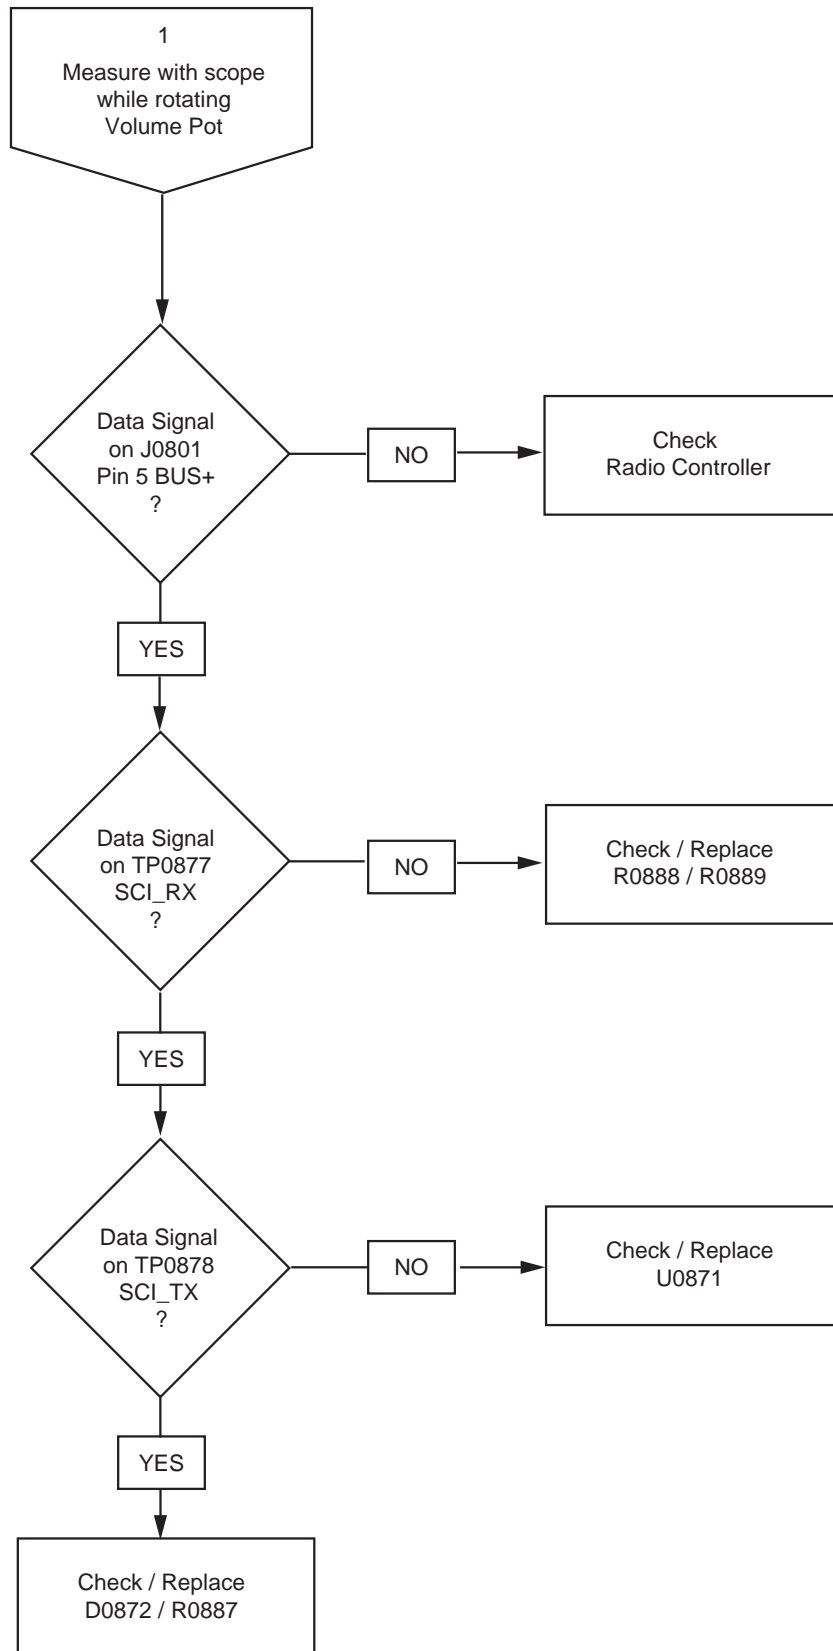 1
Measure with scope
while rotating
Volume Pot
Data Signal
on J0801
Pin 5 BUS+
?
NO
Check
Radio Controller
YES
Data Signal
on TP0877
SCI_RX
?
NO
Check / Replace
R0888 / R0889
YES
Data Signal
on TP0878
SCI_TX
?
NO
Check / Replace
U0871
YES
Check / Replace
D0872 / R0887